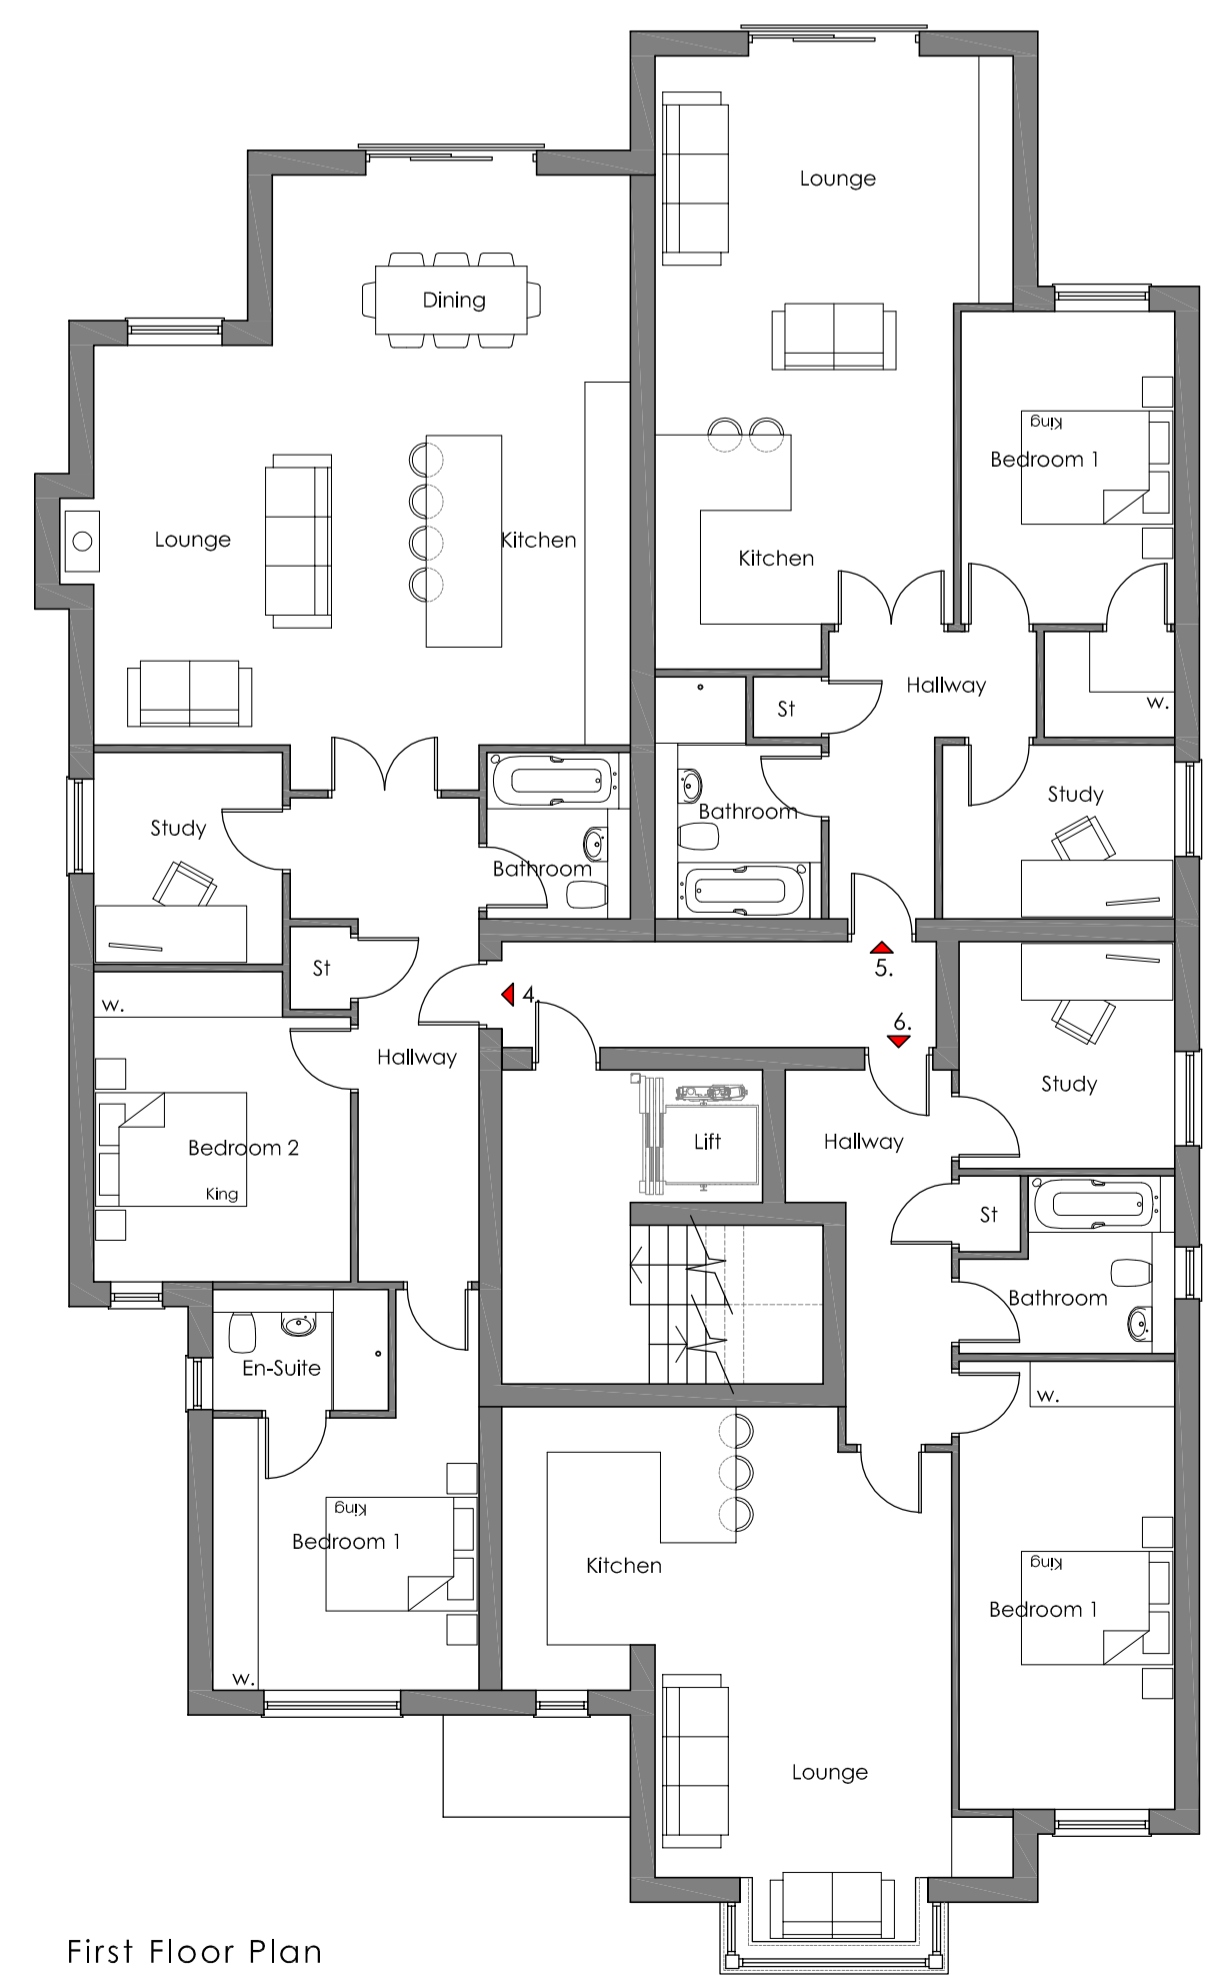 Lounge
Dining
King
Bedroom 1
Lounge
Kitchen
Kitchen
Hallway
w.
St
Study
Bathroom
Study
Bathroom
St
5.
4.
w.
6.
Hallway
Study
Hallway
Lift
Bedroom 2
King
St
Bathroom
En-Suite
w.
King
Bedroom 1
Kitchen
King
Bedroom 1
w.
Lounge
First Floor Plan